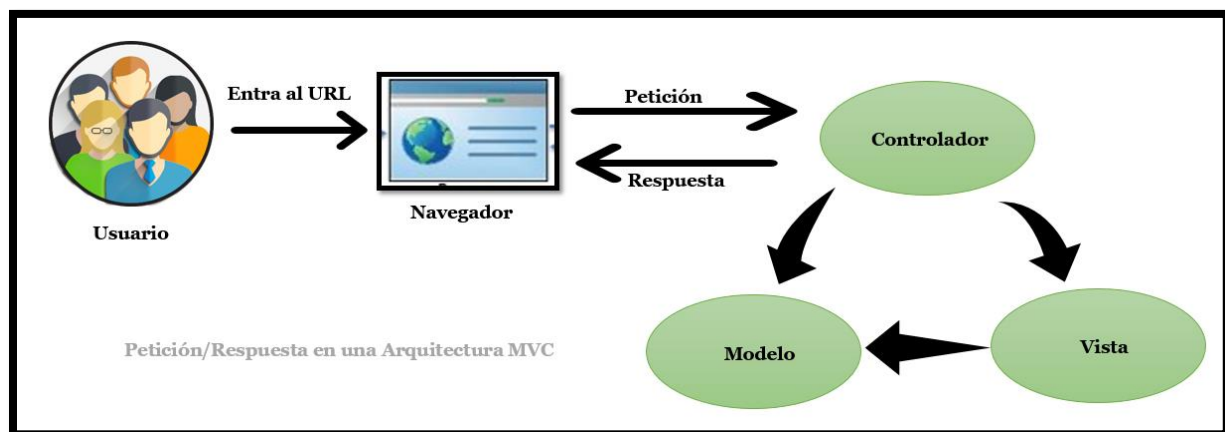 Entra al URL
Petición
Respuesta
Controlador
Navegador
Usuario
Petición/Respuesta en una Arquitectura MVC
Modelo
Vista